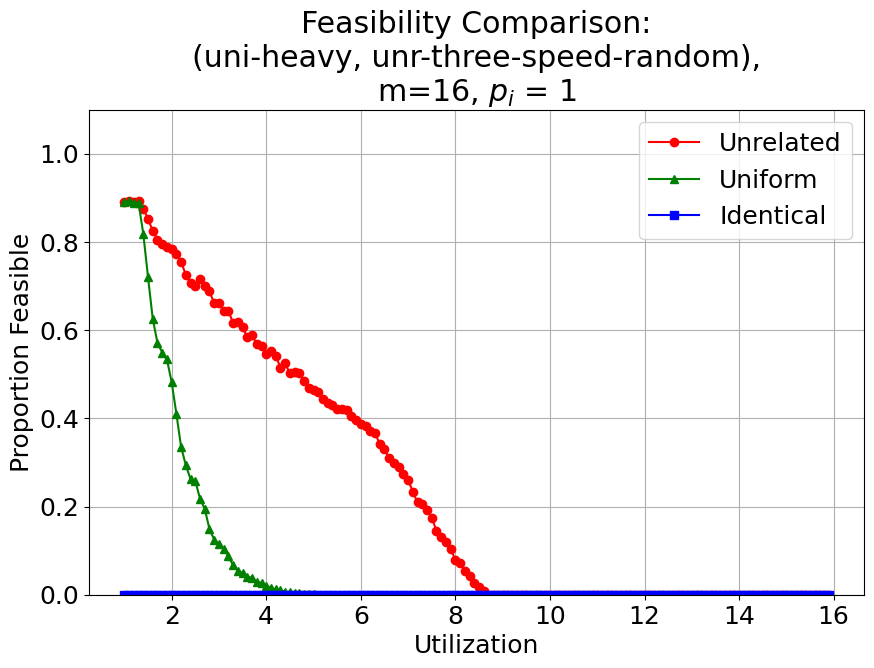 Feasibility Comparison:
(uni-heavy, unr-three-speed-random),
m=16, $p_i$ = 1
Unrelated
Uniform
Identical
Proportion Feasible
1.0
0.8
0.6
0.4
0.2
0.0
2 4 6 8 10 12 14 16
Utilization